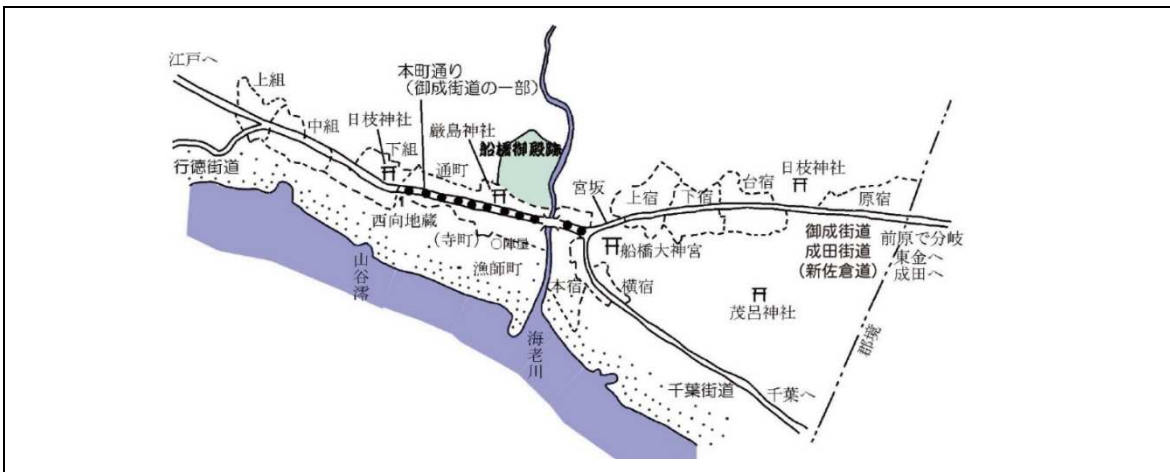 江戸へ
上組
本町通り
(御成街道の一部)
中組
日枝神社
厳島神社
下組
船橋御殿跡
通町
行徳街道
宮坂
上宿
下宿
台宿
日枝神社
原宿
西向地蔵
(寺町)
船橋大神宮
御成街道
成田街道
(新佐倉道)
前原で分岐
東金へ
成田へ
山谷澪
漁師町
本宿
横宿
茂呂神社
海老川
郡境
千葉街道
千葉へ